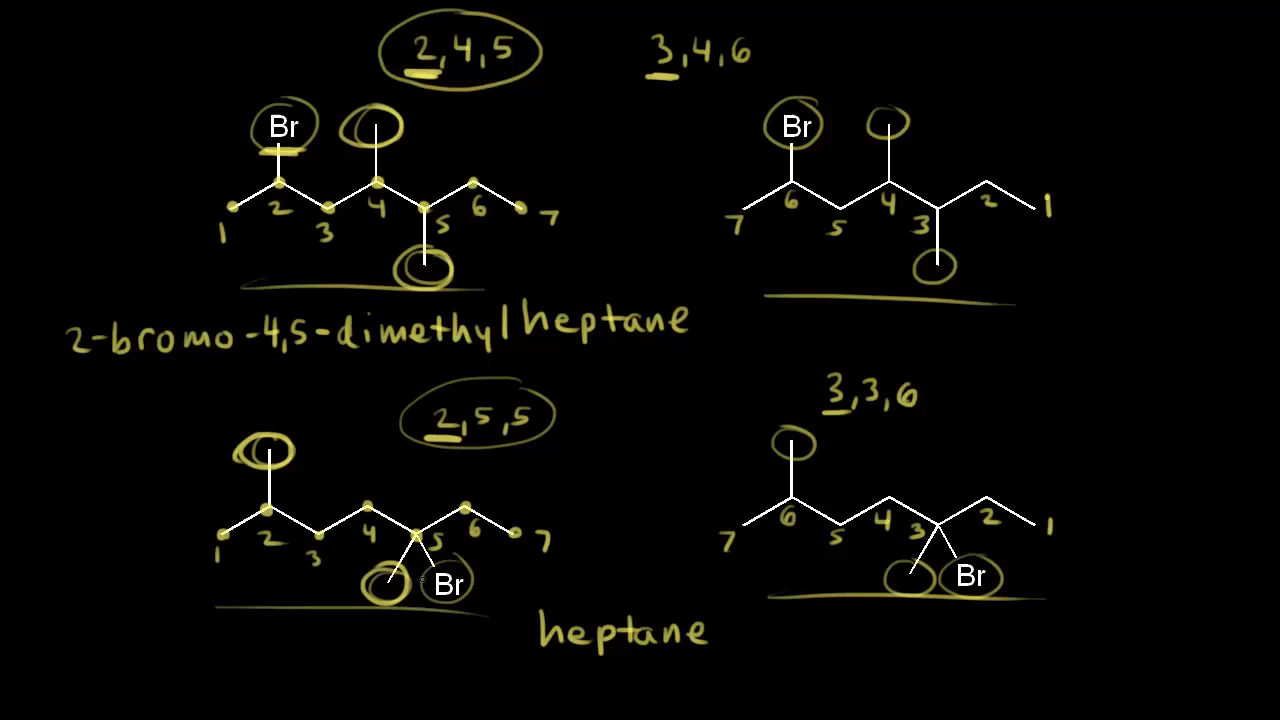 2,4,5 3,4,6
Br Br
1 2 3 4 5 6 7 7 6 5 4 3 2 1
2-bromo-4,5-dimethylheptane
2,5,5 3,3,6
1 2 3 4 5 6 7 7 6 5 4 3 2 1
Br Br
heptane